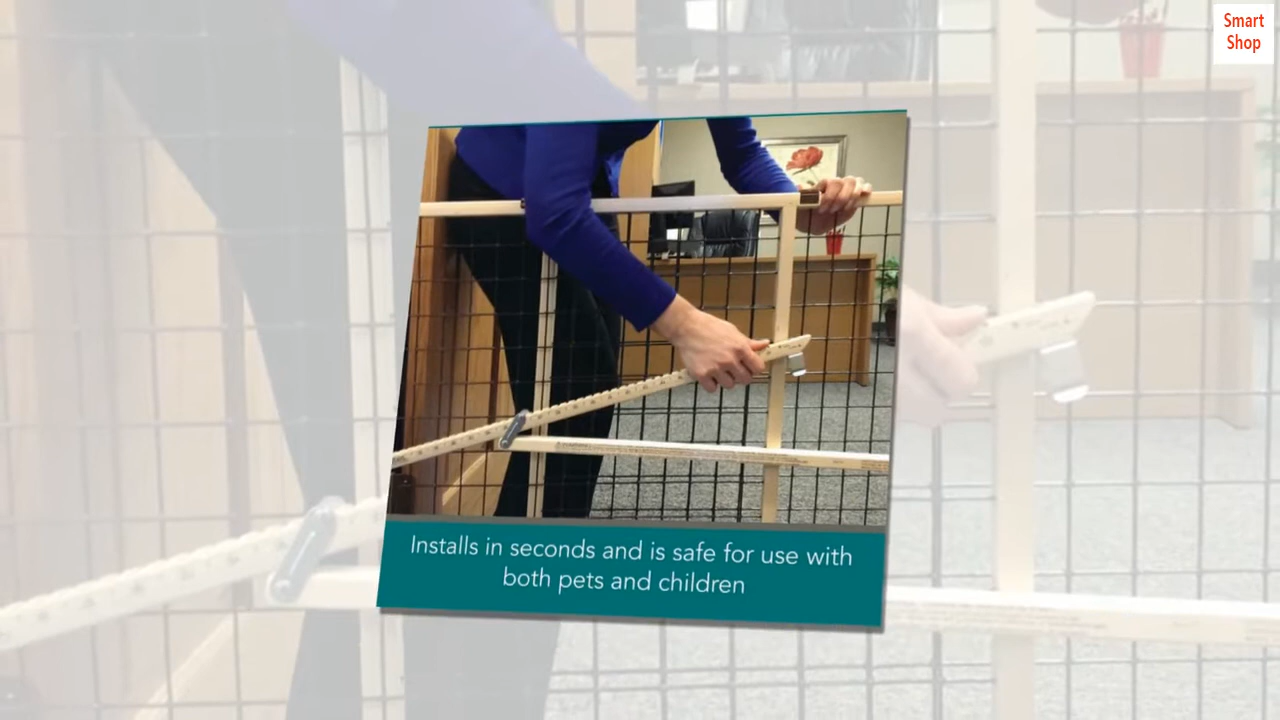 Smart
Shop
Installs in seconds and is safe for use with
both pets and children